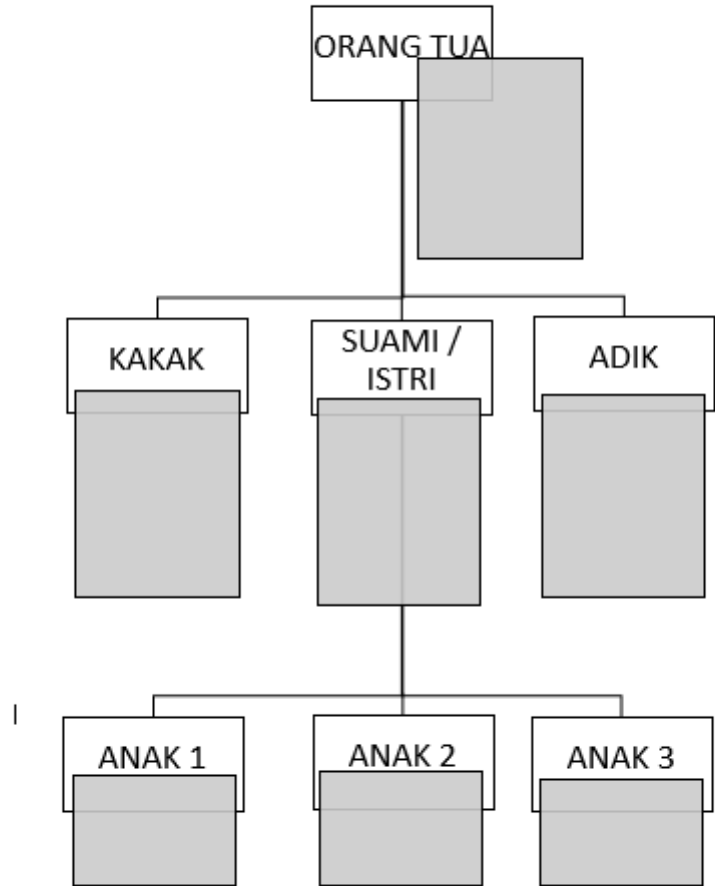 ORANG TUA
KAKAK
SUAMI /
ISTRI
ADIK
ANAK 1
ANAK 2
ANAK 3